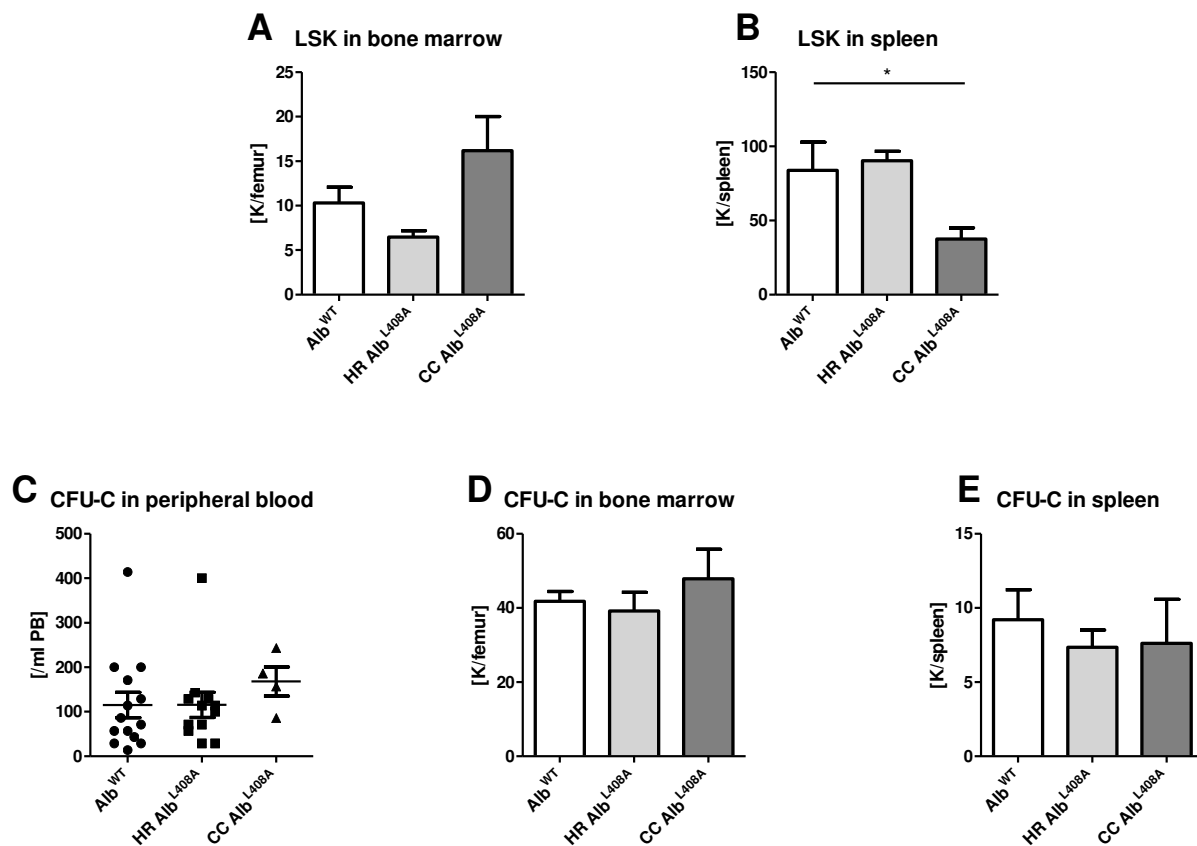 A LSK in bone marrow
25
20
15
10
5
0
[K/femur]
Alb^WT
HR Alb^L408A
CC Alb^L408A
B LSK in spleen
150
100
50
0
[K/spleen]
*
Alb^WT
HR Alb^L408A
CC Alb^L408A
C CFU-C in peripheral blood
500
400
300
200
100
0
[/ml PB]
Alb^WT
HR Alb^L408A
CC Alb^L408A
D CFU-C in bone marrow
60
40
20
0
[K/femur]
Alb^WT
HR Alb^L408A
CC Alb^L408A
E CFU-C in spleen
15
10
5
0
[K/spleen]
Alb^WT
HR Alb^L408A
CC Alb^L408A